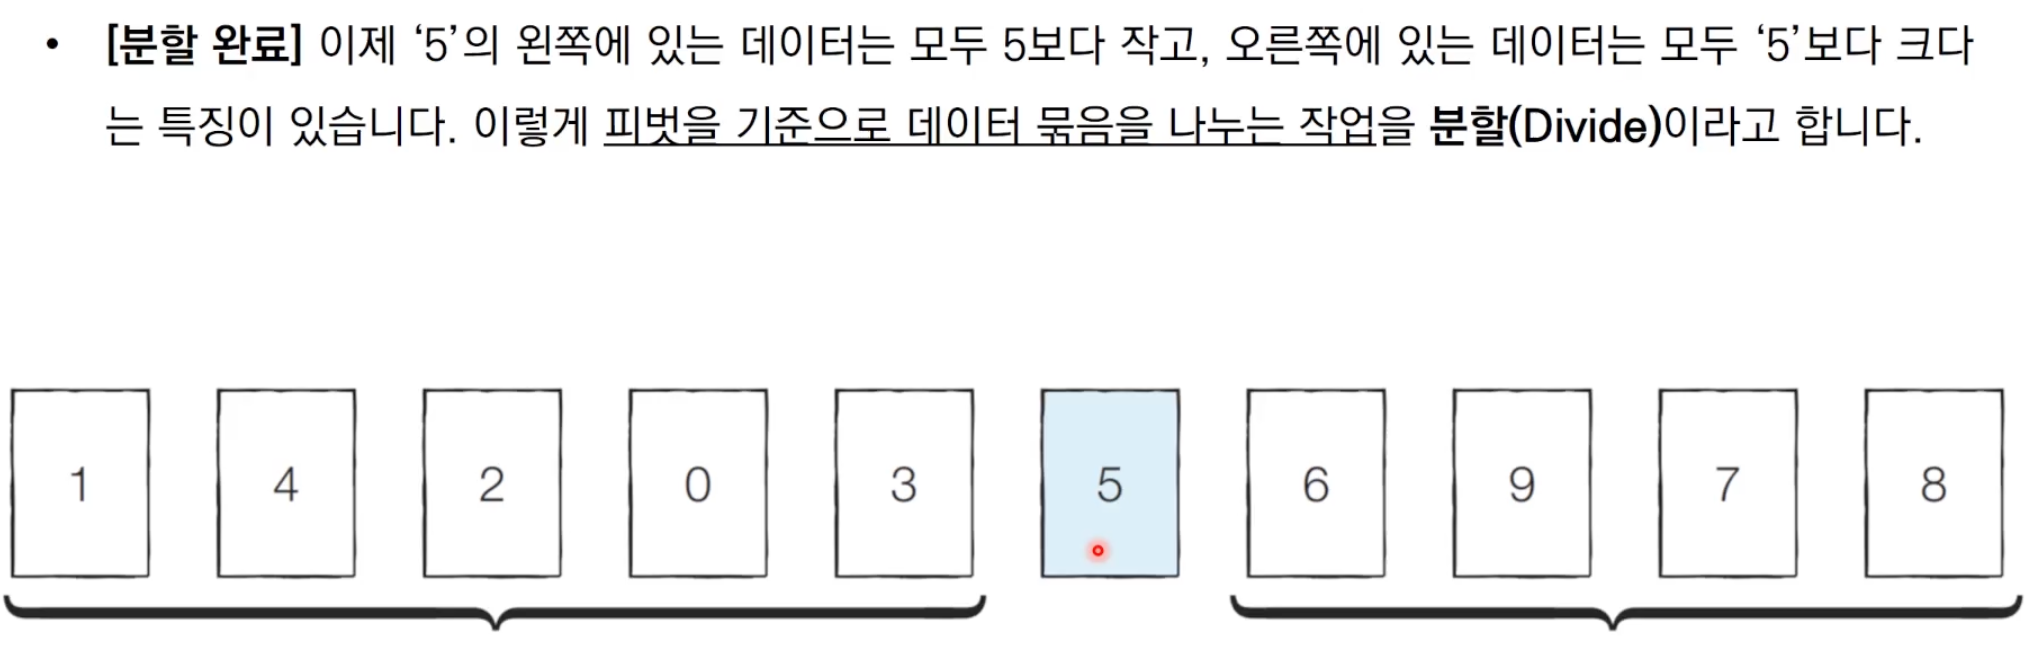 • [분할 완료] 이제 ‘5’의 왼쪽에 있는 데이터는 모두 5보다 작고, 오른쪽에 있는 데이터는 모두 ‘5’보다 크다
는 특징이 있습니다. 이렇게 피벗을 기준으로 데이터 묶음을 나누는 작업을 분할(Divide)이라고 합니다.
1 4 2 0 3 5 6 9 7 8